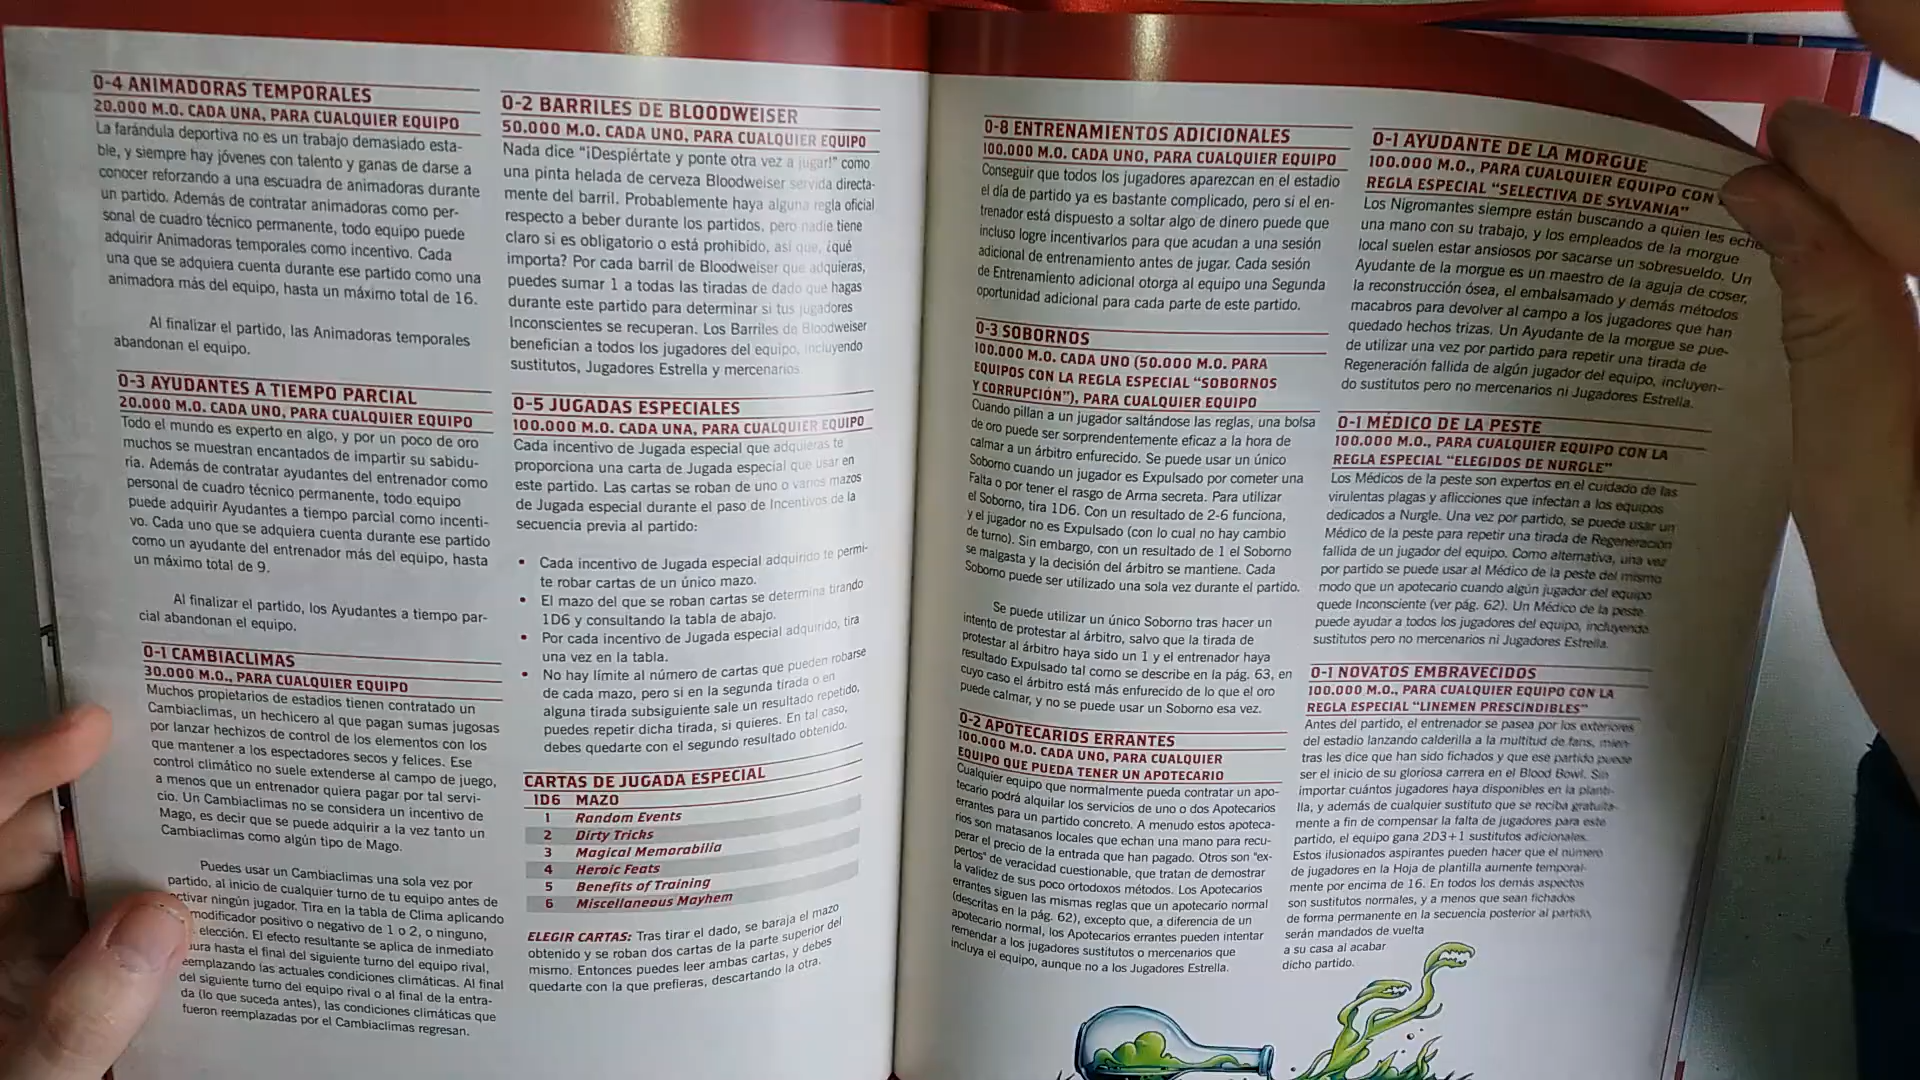 0-4 ANIMADORAS TEMPORALES
20.000 M.O. CADA UNA, PARA CUALQUIER EQUIPO
La farándula deportiva no es un trabajo demasiado esta-
ble, y siempre hay jóvenes con talento y ganas de darse a
conocer reforzando a una escuadra de animadoras durante
un partido. Además de contratar animadoras como per-
sonal de cuadro técnico permanente, todo equipo puede
adquirir Animadoras temporales como incentivo. Cada
una que se adquiera cuenta durante ese partido como una
animadora más del equipo, hasta un máximo total de 16.
Al finalizar el partido, las Animadoras temporales
abandonan el equipo.
0-3 AYUDANTES A TIEMPO PARCIAL
20.000 M.O. CADA UNO, PARA CUALQUIER EQUIPO
Todo el mundo es experto en algo, y por un poco de oro
muchos se muestran encantados de impartir su sabidu-
ría. Además de contratar ayudantes del entrenador como
personal de cuadro técnico permanente, todo equipo
puede adquirir Ayudantes a tiempo parcial como incenti-
vo. Cada uno que se adquiera cuenta durante ese partido
como un ayudante del entrenador más del equipo, hasta
un máximo total de 9.
Al finalizar el partido, los Ayudantes a tiempo par-
cial abandonan el equipo.
0-1 CAMBIACLIMAS
30.000 M.O., PARA CUALQUIER EQUIPO
Muchos propietarios de estadios tienen contratado un
Cambiaclimas, un hechicero al que pagan sumas jugosas
por lanzar hechizos de control de los elementos con los
que mantener a los espectadores secos y felices. Ese
control climático no suele extenderse al campo de juego,
a menos que un entrenador quiera pagar por tal servi-
cio. Un Cambiaclimas no se considera un incentivo de
Mago, es decir que se puede adquirir a la vez tanto un
Cambiaclimas como algún tipo de Mago.
Puedes usar un Cambiaclimas una sola vez por
partido, al inicio de cualquier turno de tu equipo antes de
activar ningún jugador. Tira en la tabla de Clima aplicando
modificador positivo o negativo de 1 o 2, o ninguno,
elección. El efecto resultante se aplica de inmediato
hasta el final del siguiente turno del equipo rival,
eemplazando las actuales condiciones climáticas. Al final
del siguiente turno del equipo rival o al final de la entra-
da (lo que suceda antes), las condiciones climáticas que
fueron reemplazadas por el Cambiaclimas regresan.
0-2 BARRILES DE BLOODWEISER
50.000 M.O. CADA UNO, PARA CUALQUIER EQUIPO
Nada dice "¡Despiértate y ponte otra vez a jugar!" como
una pinta helada de cerveza Bloodweiser servida directa-
mente del barril. Probablemente haya alguna regla oficial
respecto a beber durante los partidos, pero nadie tiene
claro si es obligatorio o está prohibido, así que, ¿qué
importa? Por cada barril de Bloodweiser que adquieras,
puedes sumar 1 a todas las tiradas de dado que hagas
durante este partido para determinar si tus jugadores
Inconscientes se recuperan. Los Barriles de Bloodweiser
benefician a todos los jugadores del equipo, incluyendo
sustitutos, Jugadores Estrella y mercenarios.
0-5 JUGADAS ESPECIALES
100.000 M.O. CADA UNA, PARA CUALQUIER EQUIPO
Cada incentivo de Jugada especial que adquieras te
proporciona una carta de Jugada especial que usar en
este partido. Las cartas se roban de uno o varios mazos
de Jugada especial durante el paso de Incentivos de la
secuencia previa al partido:
• Cada incentivo de Jugada especial adquirido te permi-
te robar cartas de un único mazo.
• El mazo del que se roban cartas se determina tirando
1D6 y consultando la tabla de abajo.
• Por cada incentivo de Jugada especial adquirido, tira
una vez en la tabla.
• No hay límite al número de cartas que pueden robarse
de cada mazo, pero si en la segunda tirada o en
alguna tirada subsiguiente sale un resultado repetido,
puedes repetir dicha tirada, si quieres. En tal caso,
debes quedarte con el segundo resultado obtenido.
CARTAS DE JUGADA ESPECIAL
1D6 MAZO
1 Random Events
2 Dirty Tricks
3 Magical Memorabilia
4 Heroic Feats
5 Benefits of Training
6 Miscellaneous Mayhem
ELEGIR CARTAS: Tras tirar el dado, se baraja el mazo
obtenido y se roban dos cartas de la parte superior del
mismo. Entonces puedes leer ambas cartas, y debes
quedarte con la que prefieras, descartando la otra.
0-8 ENTRENAMIENTOS ADICIONALES
100.000 M.O. CADA UNO, PARA CUALQUIER EQUIPO
Conseguir que todos los jugadores aparezcan en el estadio
el día de partido ya es bastante complicado, pero si el en-
trenador está dispuesto a soltar algo de dinero puede que
incluso logre incentivarlos para que acudan a una sesión
adicional de entrenamiento antes de jugar. Cada sesión
de Entrenamiento adicional otorga al equipo una Segunda
oportunidad adicional para cada parte de este partido.
0-3 SOBORNOS
100.000 M.O. CADA UNO (50.000 M.O. PARA
EQUIPOS CON LA REGLA ESPECIAL "SOBORNOS
Y CORRUPCIÓN"), PARA CUALQUIER EQUIPO
Cuando pillan a un jugador saltándose las reglas, una bolsa
de oro puede ser sorprendentemente eficaz a la hora de
calmar a un árbitro enfurecido. Se puede usar un único
Soborno cuando un jugador es Expulsado por cometer una
Falta o por tener el rasgo de Arma secreta. Para utilizar
el Soborno, tira 1D6. Con un resultado de 2-6 funciona,
y el jugador no es Expulsado (con lo cual no hay cambio
de turno). Sin embargo, con un resultado de 1 el Soborno
se malgasta y la decisión del árbitro se mantiene. Cada
Soborno puede ser utilizado una sola vez durante el partido.
Se puede utilizar un único Soborno tras hacer un
intento de protestar al árbitro, salvo que la tirada de
protestar al árbitro haya sido un 1 y el entrenador haya
resultado Expulsado tal como se describe en la pág. 63, en
cuyo caso el árbitro está más enfurecido de lo que el oro
puede calmar, y no se puede usar un Soborno esa vez.
0-2 APOTECARIOS ERRANTES
100.000 M.O. CADA UNO, PARA CUALQUIER
EQUIPO QUE PUEDA TENER UN APOTECARIO
Cualquier equipo que normalmente pueda contratar un apo-
tecario podrá alquilar los servicios de uno o dos Apotecarios
errantes para un partido concreto. A menudo estos apoteca-
rios son matasanos locales que echan una mano para recu-
perar el precio de la entrada que han pagado. Otros son "ex-
pertos" de veracidad cuestionable, que tratan de demostrar
la validez de sus poco ortodoxos métodos. Los Apotecarios
errantes siguen las mismas reglas que un apotecario normal
(descritas en la pág. 62), excepto que, a diferencia de un
apotecario normal, los Apotecarios errantes pueden intentar
remendar a los jugadores sustitutos o mercenarios que
incluya el equipo, aunque no a los Jugadores Estrella.
0-1 AYUDANTE DE LA MORGUE
100.000 M.O., PARA CUALQUIER EQUIPO CON
REGLA ESPECIAL "SELECTIVA DE SYLVANIA"
Los Nigromantes siempre están buscando a quien les eche
una mano con su trabajo, y los empleados de la morgue
local suelen estar ansiosos por sacarse un sobresueldo. Un
Ayudante de la morgue es un maestro de la aguja de coser,
la reconstrucción ósea, el embalsamado y demás métodos
macabros para devolver al campo a los jugadores que han
quedado hechos trizas. Un Ayudante de la morgue se pue-
de utilizar una vez por partido para repetir una tirada de
Regeneración fallida de algún jugador del equipo, incluyen-
do sustitutos pero no mercenarios ni Jugadores Estrella.
0-1 MÉDICO DE LA PESTE
100.000 M.O., PARA CUALQUIER EQUIPO CON LA
REGLA ESPECIAL "ELEGIDOS DE NURGLE"
Los Médicos de la peste son expertos en el cuidado de las
virulentas plagas y aflicciones que infectan a los equipos
dedicados a Nurgle. Una vez por partido, se puede usar un
Médico de la peste para repetir una tirada de Regeneración
fallida de un jugador del equipo. Como alternativa, una vez
por partido se puede usar al Médico de la peste del mismo
modo que un apotecario cuando algún jugador del equipo
quede Inconsciente (ver pág. 62). Un Médico de la peste
puede ayudar a todos los jugadores del equipo, incluyendo
sustitutos pero no mercenarios ni Jugadores Estrella.
0-1 NOVATOS EMBRAVECIDOS
100.000 M.O., PARA CUALQUIER EQUIPO CON LA
REGLA ESPECIAL "LINEMEN PRESCINDIBLES"
Antes del partido, el entrenador se pasea por los exteriores
del estadio lanzando calderilla a la multitud de fans, mien-
tras les dice que han sido fichados y que ese partido puede
ser el inicio de su gloriosa carrera en el Blood Bowl. Sin
importar cuántos jugadores haya disponibles en la planti-
lla, y además de cualquier sustituto que se reciba gratuita-
mente a fin de compensar la falta de jugadores para este
partido, el equipo gana 2D3+1 sustitutos adicionales.
Estos ilusionados aspirantes pueden hacer que el número
de jugadores en la Hoja de plantilla aumente temporal-
mente por encima de 16. En todos los demás aspectos
son sustitutos normales, y a menos que sean fichados
de forma permanente en la secuencia posterior al partido,
serán mandados de vuelta
a su casa al acabar
dicho partido.